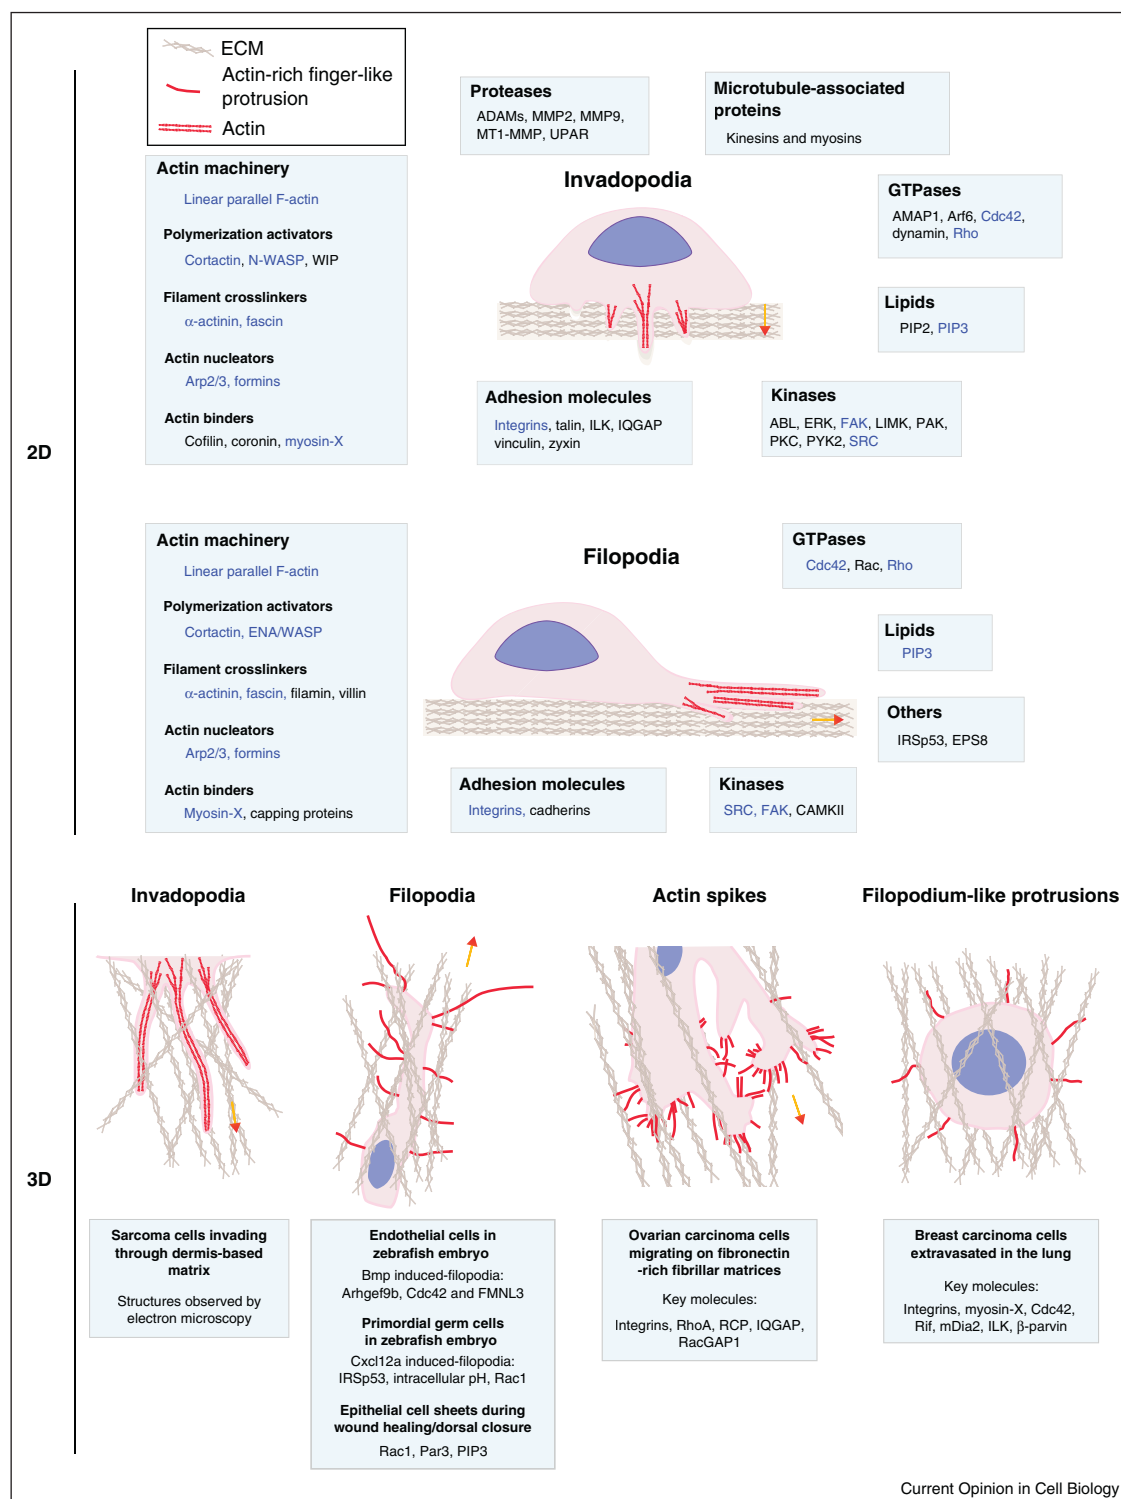 ECM
Actin-rich finger-like
protrusion
Actin
2D
Proteases
ADAMs, MMP2, MMP9,
MT1-MMP, UPAR
Microtubule-associated
proteins
Kinesins and myosins
Actin machinery
Linear parallel F-actin
Polymerization activators
Cortactin, N-WASP, WIP
Filament crosslinkers
α-actinin, fascin
Actin nucleators
Arp2/3, formins
Actin binders
Cofilin, coronin, myosin-X
Invadopodia
GTPases
AMAP1, Arf6, Cdc42,
dynamin, Rho
Lipids
PIP2, PIP3
Adhesion molecules
Integrins, talin, ILK, IQGAP
vinculin, zyxin
Kinases
ABL, ERK, FAK, LIMK, PAK,
PKC, PYK2, SRC
Actin machinery
Linear parallel F-actin
Polymerization activators
Cortactin, ENA/WASP
Filament crosslinkers
α-actinin, fascin, filamin, villin
Actin nucleators
Arp2/3, formins
Actin binders
Myosin-X, capping proteins
Filopodia
GTPases
Cdc42, Rac, Rho
Lipids
PIP3
Others
IRSp53, EPS8
Adhesion molecules
Integrins, cadherins
Kinases
SRC, FAK, CAMKII
3D
Invadopodia
Filopodia
Actin spikes
Filopodium-like protrusions
Sarcoma cells invading
through dermis-based
matrix
Structures observed by
electron microscopy
Endothelial cells in
zebrafish embryo
Bmp induced-filopodia:
Arhgef9b, Cdc42 and FMNL3
Primordial germ cells
in zebrafish embryo
Cxcl12a induced-filopodia:
IRSp53, intracellular pH, Rac1
Epithelial cell sheets during
wound healing/dorsal closure
Rac1, Par3, PIP3
Ovarian carcinoma cells
migrating on fibronectin
-rich fibrillar matrices
Key molecules:
Integrins, RhoA, RCP, IQGAP,
RacGAP1
Breast carcinoma cells
extravasated in the lung
Key molecules:
Integrins, myosin-X, Cdc42,
Rif, mDia2, ILK, β-parvin
Current Opinion in Cell Biology